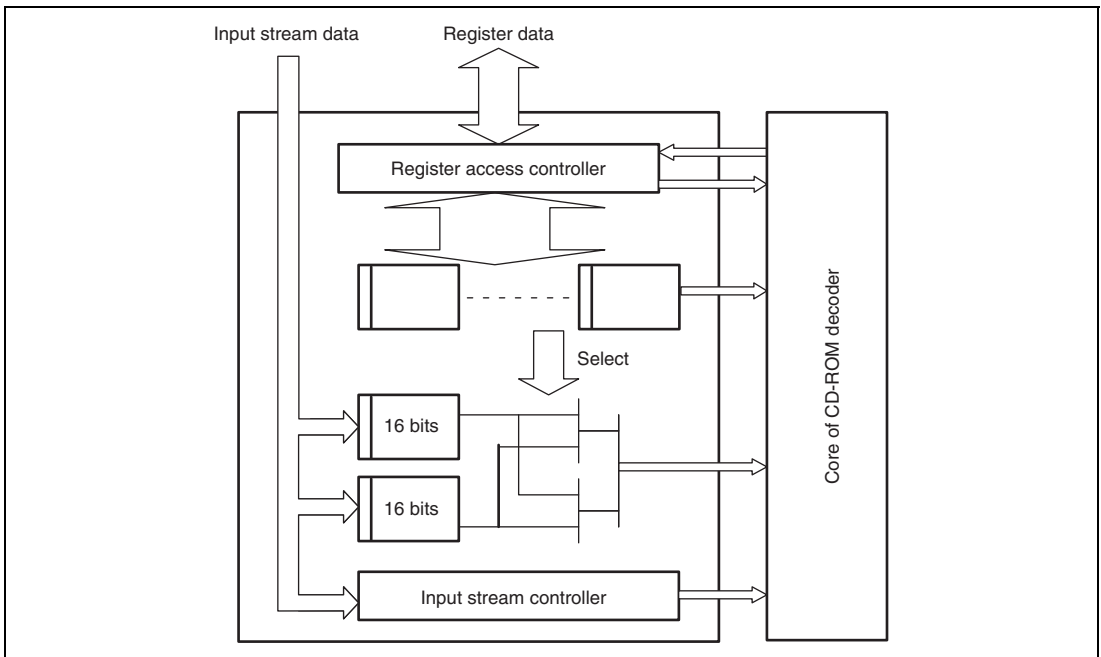 Input stream data
Register data
Register access controller
Select
16 bits
16 bits
Input stream controller
Core of CD-ROM decoder